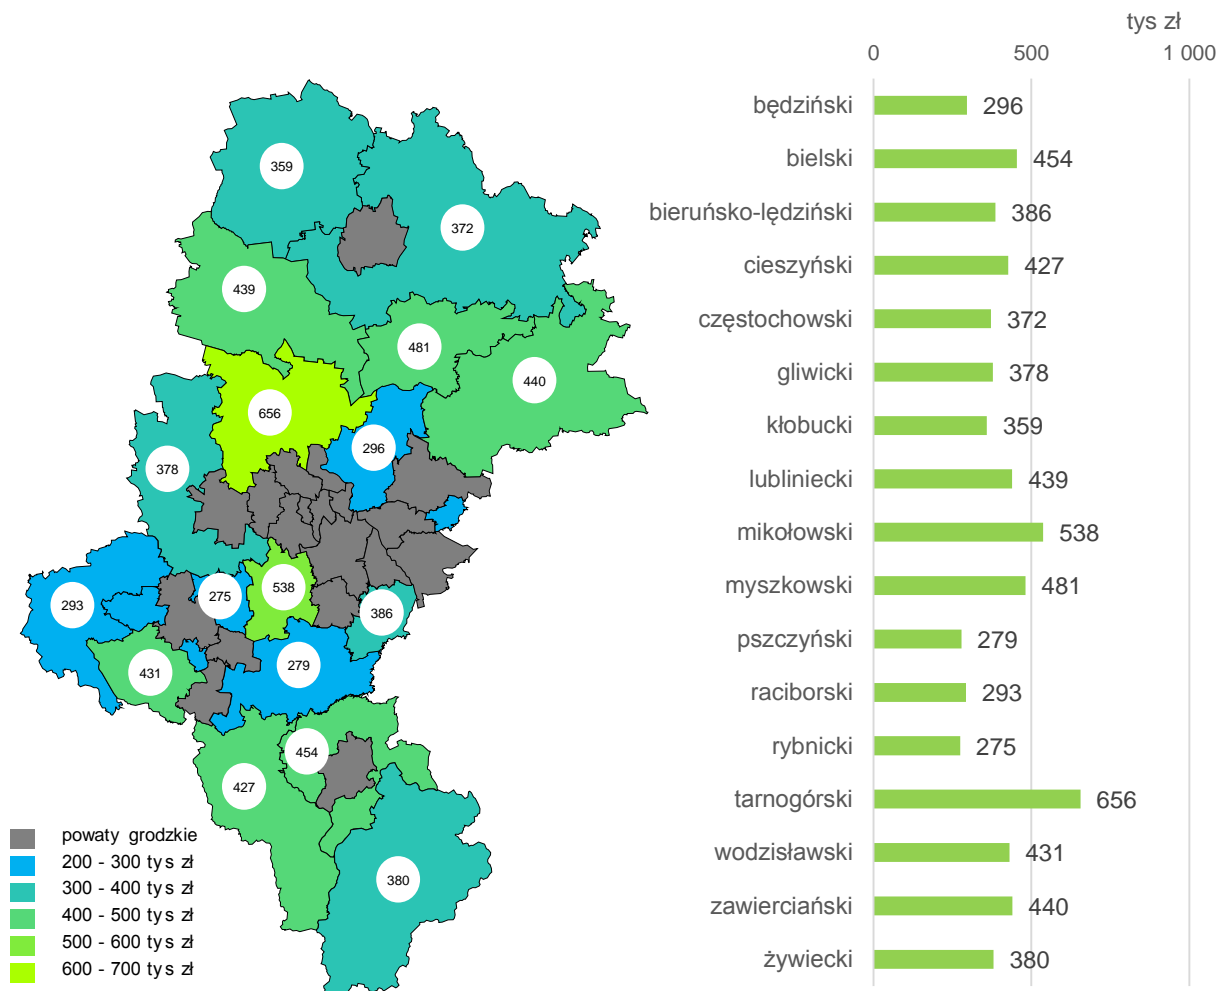 359
372
439
481
440
656
296
378
538
275
293
386
431
279
454
427
380
powaty grodzkie
200 - 300 tys zł
300 - 400 tys zł
400 - 500 tys zł
500 - 600 tys zł
600 - 700 tys zł
tys zł
0 500 1 000
będziński 296
bielski 454
bieruńsko-lędziński 386
cieszyński 427
częstochowski 372
gliwicki 378
kłobucki 359
lubliniecki 439
mikołowski 538
myszkowski 481
pszczyński 279
raciborski 293
rybnicki 275
tarnogórski 656
wodzisławski 431
zawierciański 440
żywiecki 380